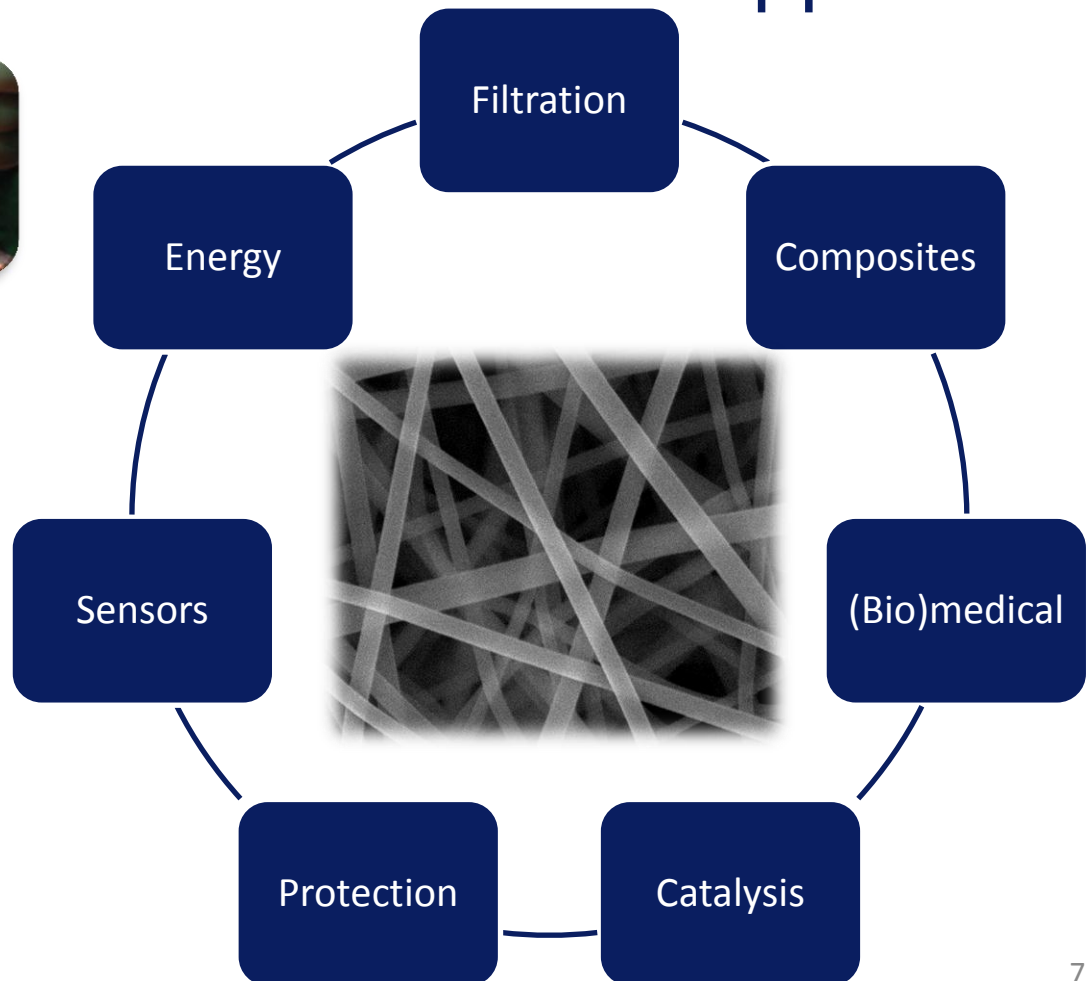 Filtration
Energy
Composites
Sensors
(Bio)medical
Protection
Catalysis
7